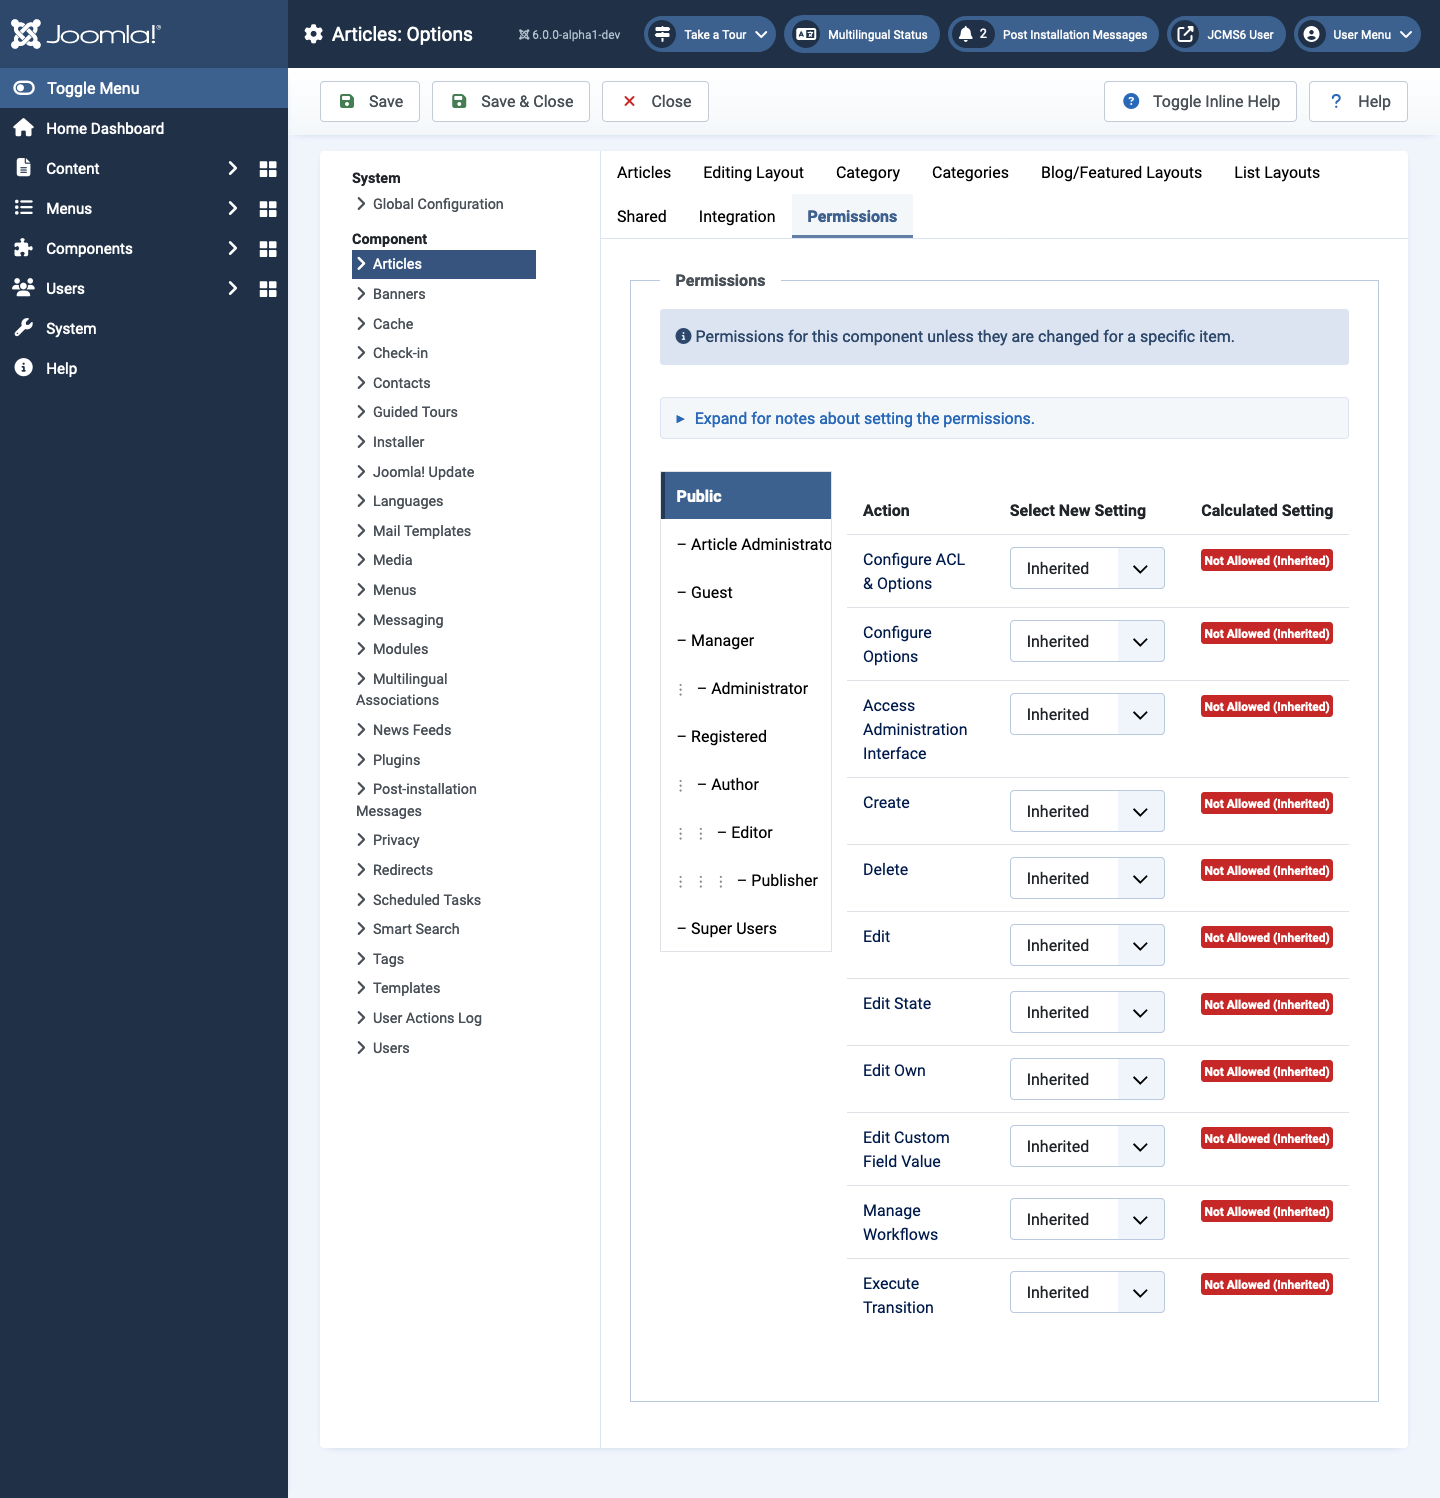 Joomla!
Articles: Options
6.0.0-alpha1-dev
Take a Tour
Multilingual Status
2 Post Installation Messages
JCMS6 User
User Menu
Toggle Menu
Home Dashboard
Content
Menus
Components
Users
System
Help
Save
Save & Close
Close
Toggle Inline Help
Help
System
Global Configuration
Component
Articles
Banners
Cache
Check-in
Contacts
Guided Tours
Installer
Joomla! Update
Languages
Mail Templates
Media
Menus
Messaging
Modules
Multilingual
Associations
News Feeds
Plugins
Post-installation
Messages
Privacy
Redirects
Scheduled Tasks
Smart Search
Tags
Templates
User Actions Log
Users
Articles Editing Layout Category Categories Blog/Featured Layouts List Layouts
Shared Integration Permissions
Permissions
Permissions for this component unless they are changed for a specific item.
Expand for notes about setting the permissions.
Public
– Article Administrato
– Guest
– Manager
– Administrator
– Registered
– Author
– Editor
– Publisher
– Super Users
Action Select New Setting Calculated Setting
Configure ACL
& Options
Inherited
Not Allowed (Inherited)
Configure
Options
Inherited
Not Allowed (Inherited)
Access
Administration
Interface
Inherited
Not Allowed (Inherited)
Create
Inherited
Not Allowed (Inherited)
Delete
Inherited
Not Allowed (Inherited)
Edit
Inherited
Not Allowed (Inherited)
Edit State
Inherited
Not Allowed (Inherited)
Edit Own
Inherited
Not Allowed (Inherited)
Edit Custom
Field Value
Inherited
Not Allowed (Inherited)
Manage
Workflows
Inherited
Not Allowed (Inherited)
Execute
Transition
Inherited
Not Allowed (Inherited)